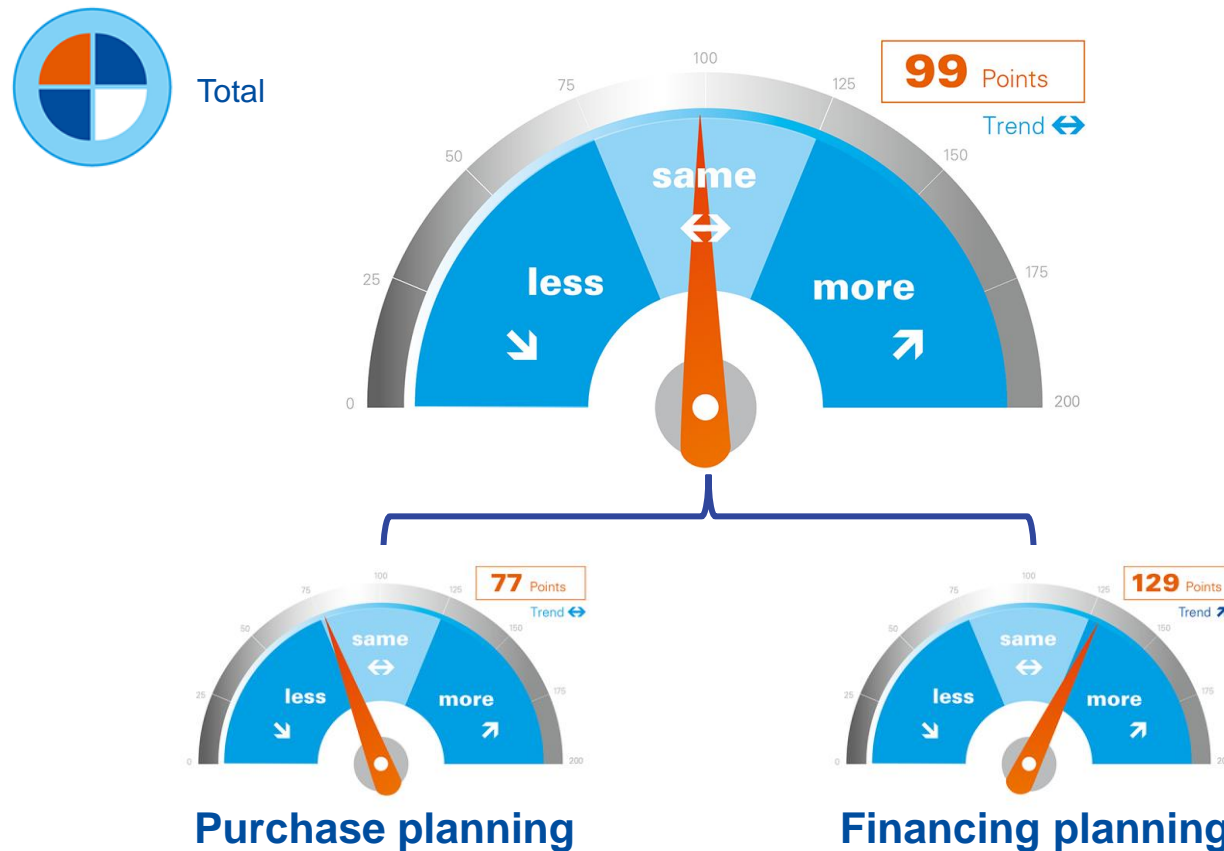 Total
99 Points
Trend
0
25
50
75
100
125
150
175
200
less
same
more
77 Points
Trend
0
25
50
75
100
125
150
175
200
less
same
more
Purchase planning
129 Points
Trend
0
25
50
75
100
125
150
175
less
same
more
Financing planning